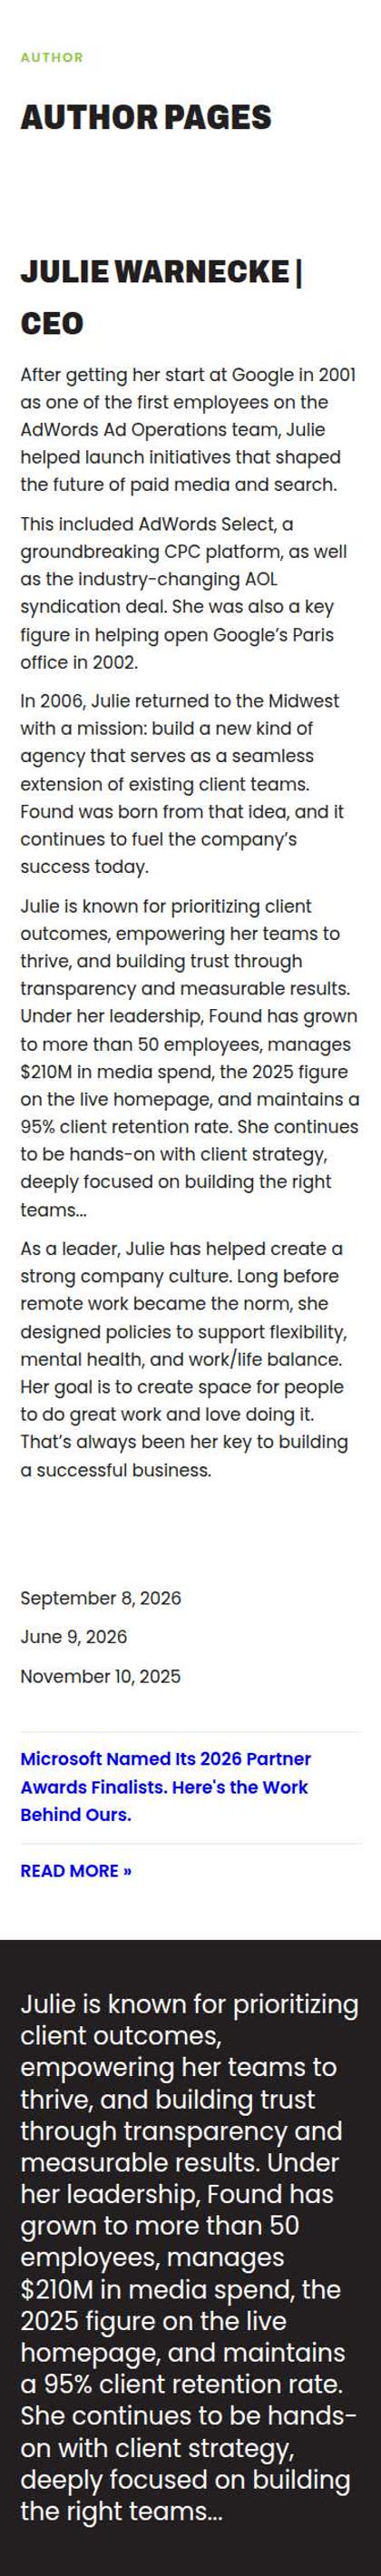 AUTHOR
AUTHOR PAGES
JULIE WARNECKE |
CEO
After getting her start at Google in 2001
as one of the first employees on the
AdWords Ad Operations team, Julie
helped launch initiatives that shaped
the future of paid media and search.
This included AdWords Select, a
groundbreaking CPC platform, as well
as the industry-changing AOL
syndication deal. She was also a key
figure in helping open Google’s Paris
office in 2002.
In 2006, Julie returned to the Midwest
with a mission: build a new kind of
agency that serves as a seamless
extension of existing client teams.
Found was born from that idea, and it
continues to fuel the company’s
success today.
Julie is known for prioritizing client
outcomes, empowering her teams to
thrive, and building trust through
transparency and measurable results.
Under her leadership, Found has grown
to more than 50 employees, manages
$210M in media spend, the 2025 figure
on the live homepage, and maintains a
95% client retention rate. She continues
to be hands-on with client strategy,
deeply focused on building the right
teams...
As a leader, Julie has helped create a
strong company culture. Long before
remote work became the norm, she
designed policies to support flexibility,
mental health, and work/life balance.
Her goal is to create space for people
to do great work and love doing it.
That’s always been her key to building
a successful business.
September 8, 2026
June 9, 2026
November 10, 2025
Microsoft Named Its 2026 Partner
Awards Finalists. Here's the Work
Behind Ours.
READ MORE »
Julie is known for prioritizing
client outcomes,
empowering her teams to
thrive, and building trust
through transparency and
measurable results. Under
her leadership, Found has
grown to more than 50
employees, manages
$210M in media spend, the
2025 figure on the live
homepage, and maintains
a 95% client retention rate.
She continues to be hands-
on with client strategy,
deeply focused on building
the right teams...